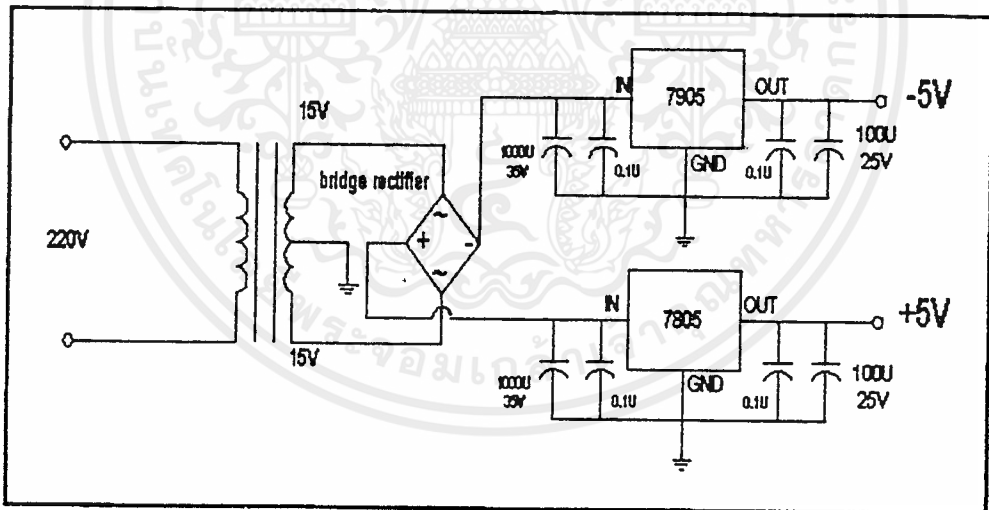 IN
7905
OUT
-5V
15V
1000U
35V
0.1U
GND
0.1U
100U
25V
bridge rectifier
~
+
-
~
220V
IN
7805
OUT
+5V
15V
1000U
35V
0.1U
GND
0.1U
100U
25V